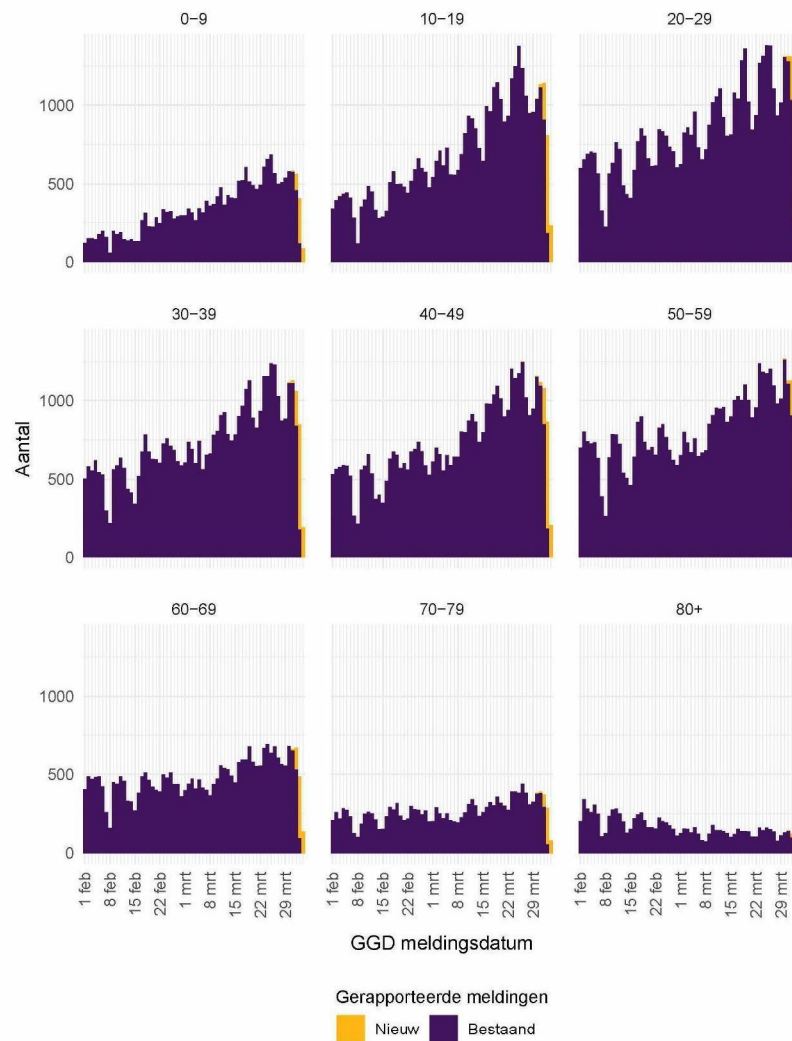 0−9
10−19
20−29
1000
500
0
30−39
40−49
50−59
1000
500
0
60−69
70−79
80+
1000
500
0
Aantal
1 feb
8 feb
15 feb
22 feb
1 mrt
8 mrt
15 mrt
22 mrt
29 mrt
1 feb
8 feb
15 feb
22 feb
1 mrt
8 mrt
15 mrt
22 mrt
29 mrt
1 feb
8 feb
15 feb
22 feb
1 mrt
8 mrt
15 mrt
22 mrt
29 mrt
GGD meldingsdatum
Gerapporteerde meldingen
Nieuw Bestaand